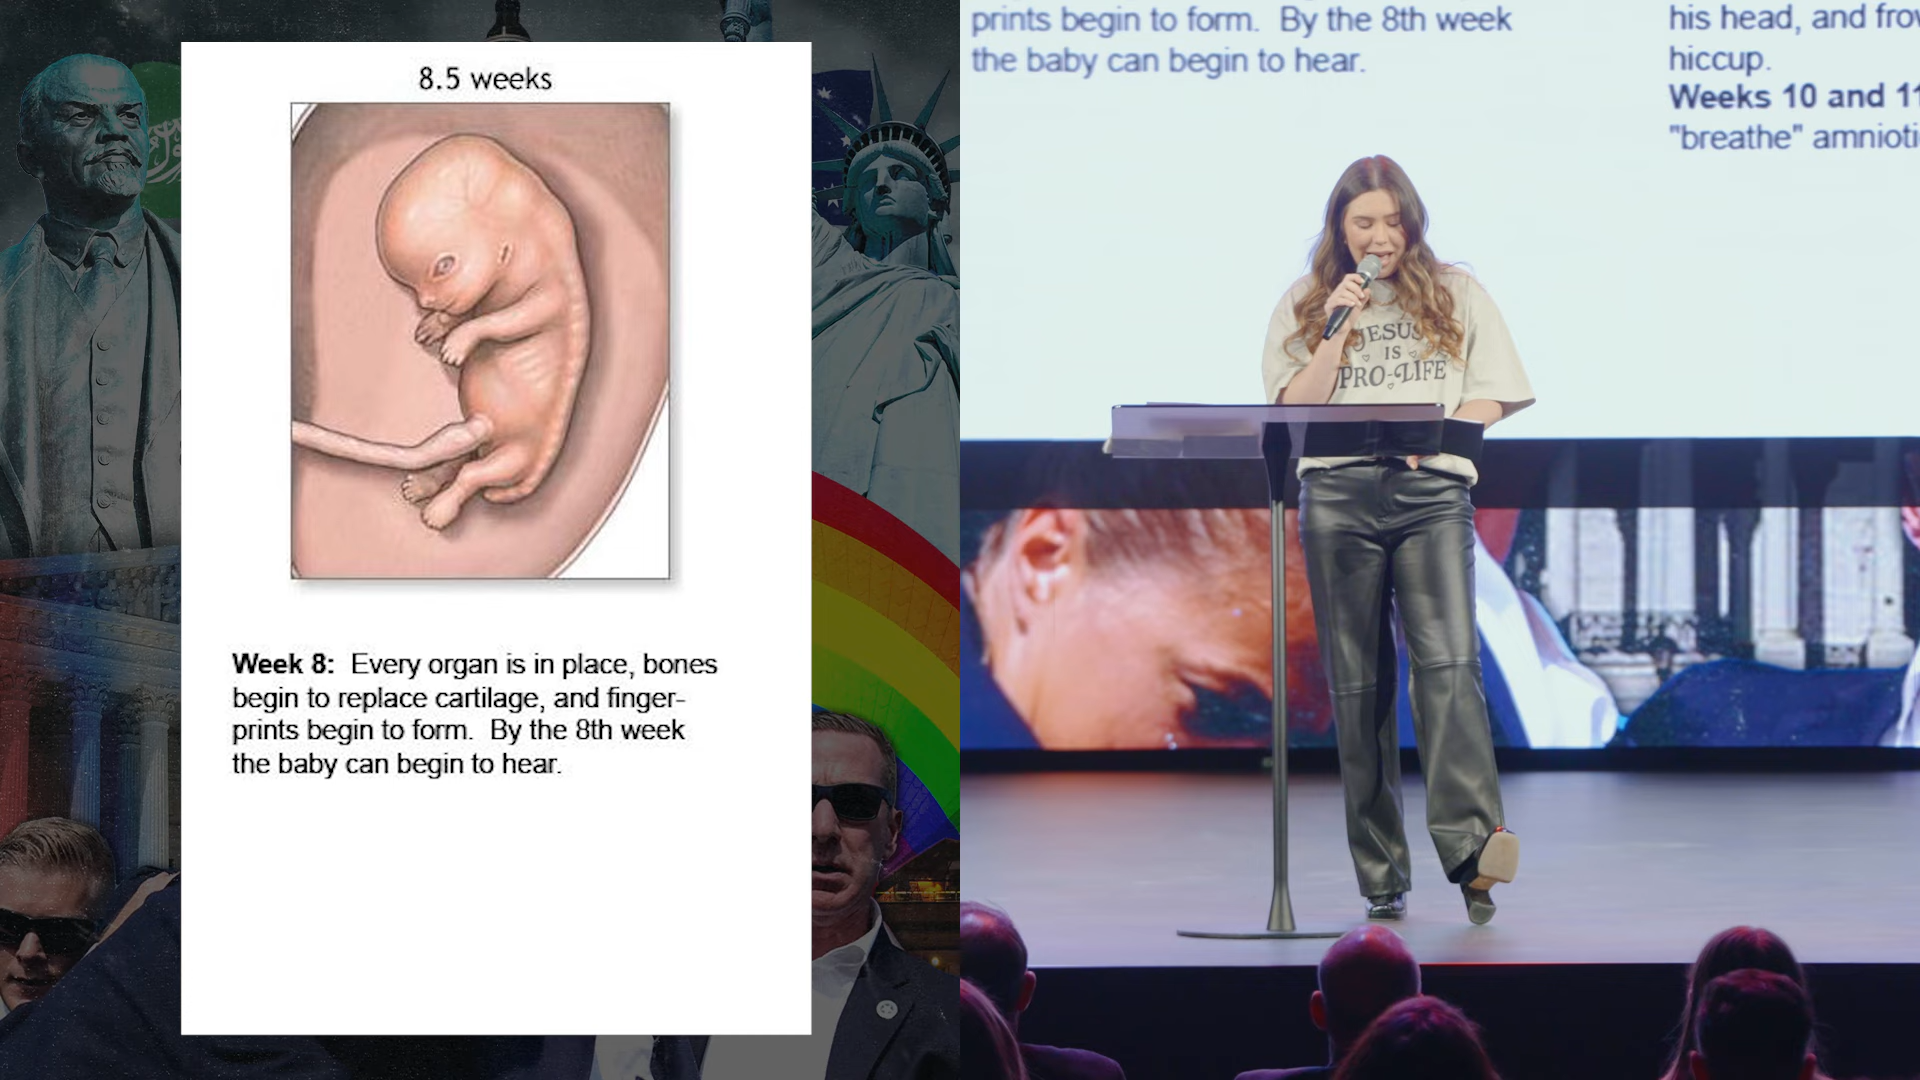 8.5 weeks
Week 8: Every organ is in place, bones
begin to replace cartilage, and finger-
prints begin to form. By the 8th week
the baby can begin to hear.
prints begin to form. By the 8th week
the baby can begin to hear.
his head, and frow
hiccup.
Weeks 10 and 11
"breathe" amnioti
JESUS
IS
PRO-LIFE